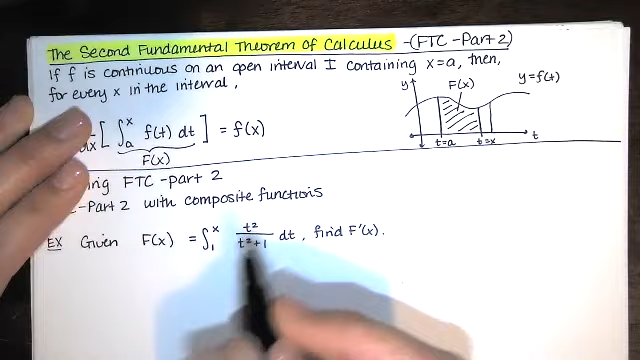 The Second Fundamental Theorem of Calculus -(FTC-Part 2)
If f is continuous on an open interval I containing x=a, then,
for every x in the interval,
[ ∫ₐˣ f(t) dt ] = f(x)
F(x)
y
F(x)
y=f(t)
t=a
t=x
t
FTC-part 2
-Part 2 with composite functions
EX Given F(x) = ∫₁ˣ t²/(t²+1) dt, find F'(x).